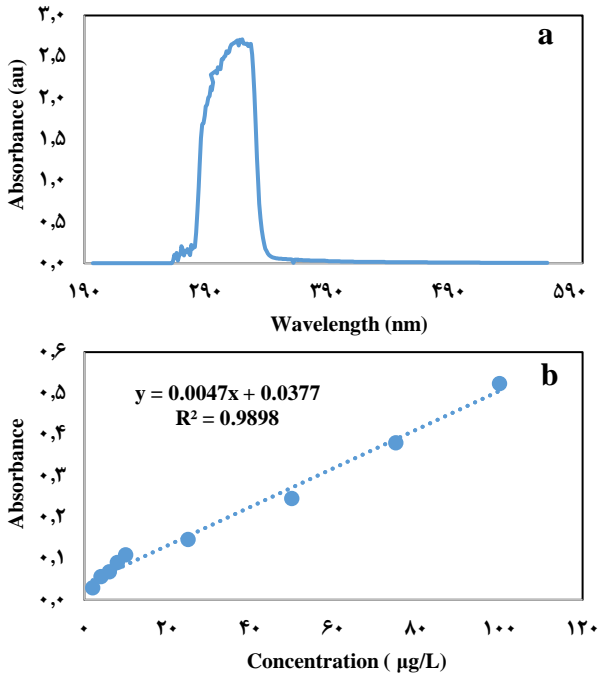 a
Absorbance (au)
۳٫۰
۲٫۵
۲٫۰
۱٫۵
۱٫۰
۰٫۵
۰٫۰
۱۹۰ ۲۹۰ ۳۹۰ ۴۹۰ ۵۹۰
Wavelength (nm)
b
y = 0.0047x + 0.0377
R² = 0.9898
Absorbance
۰٫۶
۰٫۵
۰٫۴
۰٫۳
۰٫۲
۰٫۱
۰٫۰
۰ ۲۰ ۴۰ ۶۰ ۸۰ ۱۰۰ ۱۲۰
Concentration ( µg/L)